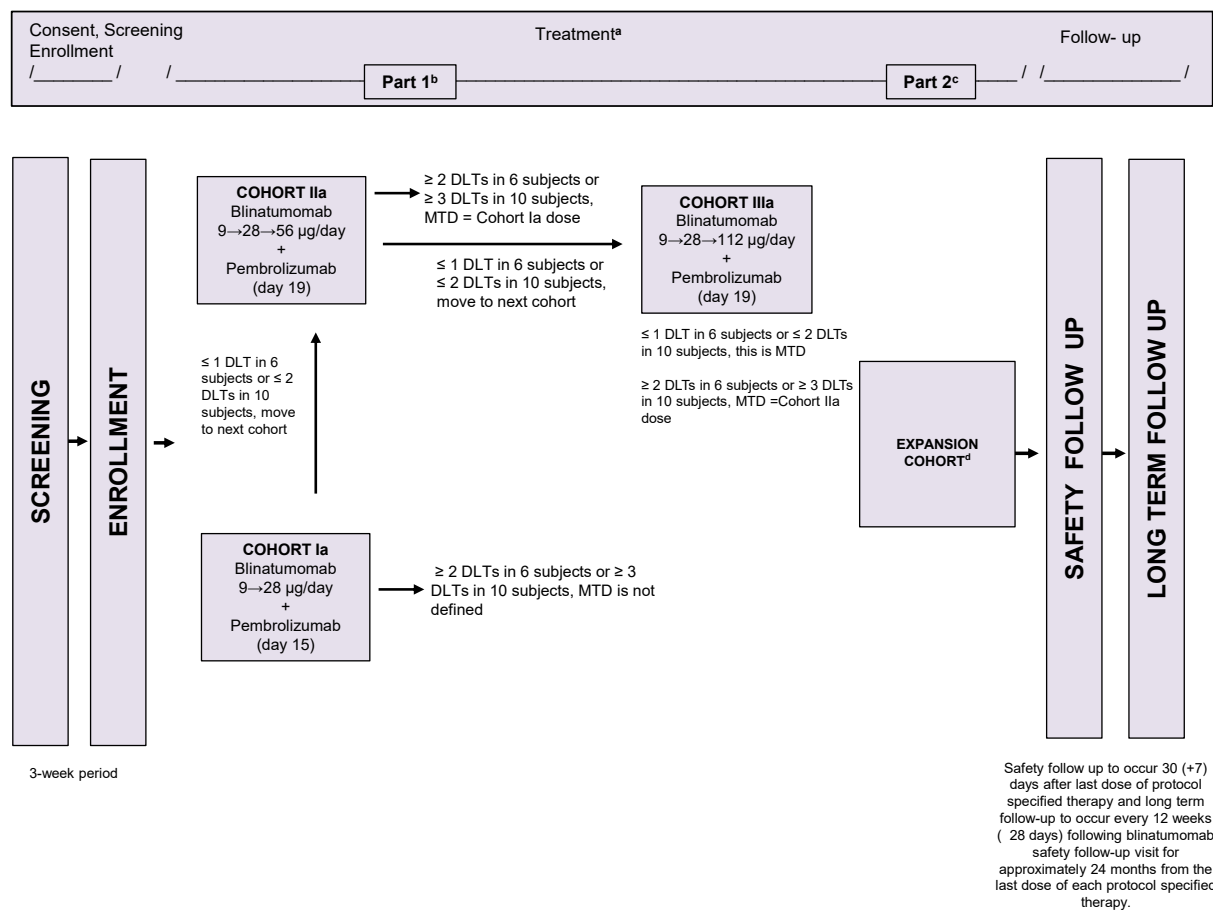 Consent, Screening
Enrollment
Treatmentᵃ
Follow- up
/________ / / ____________________ Part 1ᵇ ____________________ Part 2ᶜ ____ / /______________ /
SCREENING
ENROLLMENT
COHORT IIa
Blinatumomab
9→28→56 µg/day
+
Pembrolizumab
(day 19)
≥ 2 DLTs in 6 subjects or
≥ 3 DLTs in 10 subjects,
MTD = Cohort Ia dose
≤ 1 DLT in 6 subjects or
≤ 2 DLTs in 10 subjects,
move to next cohort
COHORT IIIa
Blinatumomab
9→28→112 µg/day
+
Pembrolizumab
(day 19)
≤ 1 DLT in 6 subjects or ≤ 2 DLTs
in 10 subjects, this is MTD
≥ 2 DLTs in 6 subjects or ≥ 3 DLTs
in 10 subjects, MTD =Cohort IIa
dose
≤ 1 DLT in 6
subjects or ≤ 2
DLTs in 10
subjects, move
to next cohort
COHORT Ia
Blinatumomab
9→28 µg/day
+
Pembrolizumab
(day 15)
≥ 2 DLTs in 6 subjects or ≥ 3
DLTs in 10 subjects, MTD is not
defined
EXPANSION
COHORTᵈ
SAFETY FOLLOW UP
LONG TERM FOLLOW UP
3-week period
Safety follow up to occur 30 (+7)
days after last dose of protocol
specified therapy and long term
follow-up to occur every 12 weeks
( 28 days) following blinatumomab
safety follow-up visit for
approximately 24 months from the
last dose of each protocol specified
therapy.